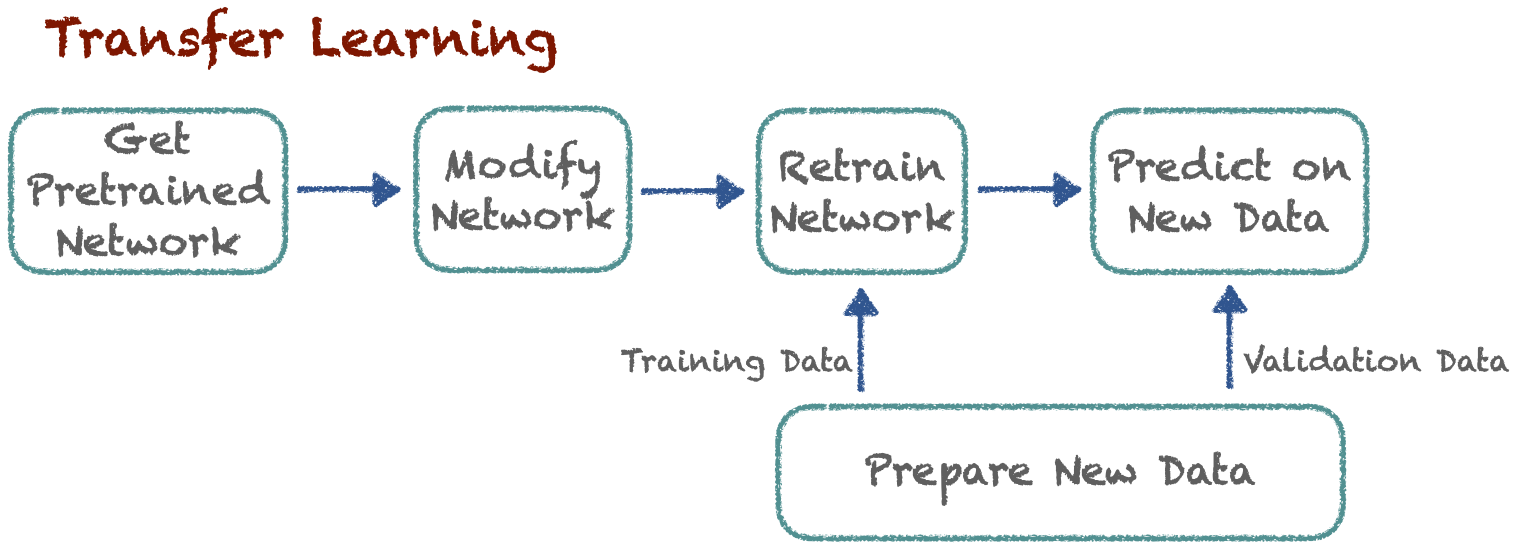 Transfer Learning
Get
Pretrained
Network
Modify
Network
Retrain
Network
Predict on
New Data
Training Data
Validation Data
Prepare New Data